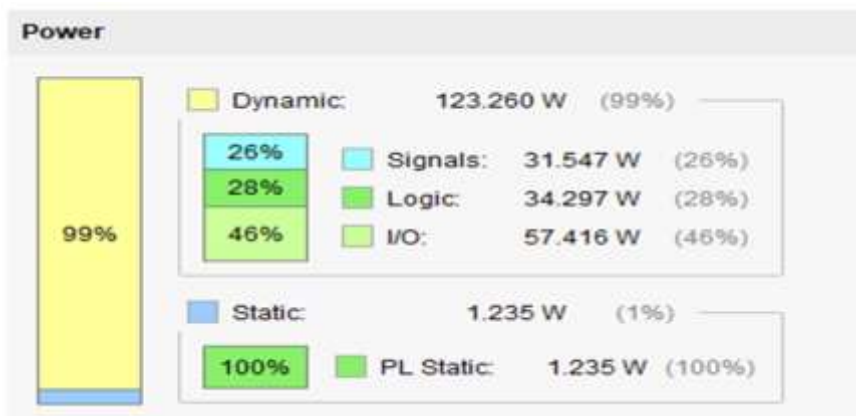 Power
Dynamic: 123.260 W (99%)
26% Signals: 31.547 W (26%)
28% Logic: 34.297 W (28%)
99% 46% I/O: 57.416 W (46%)
Static: 1.235 W (1%)
100% PL Static: 1.235 W (100%)